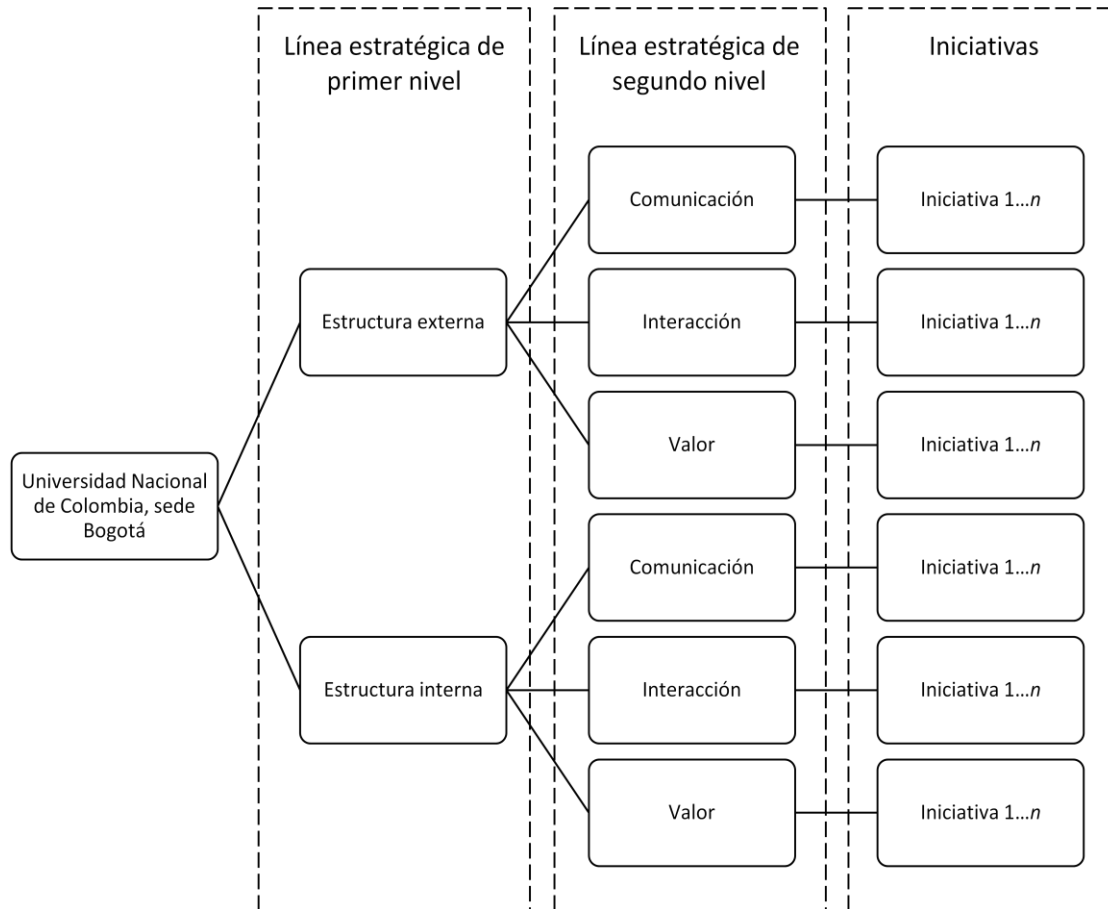 Línea estratégica de
primer nivel
Línea estratégica de
segundo nivel
Iniciativas
Comunicación
Iniciativa 1...n
Estructura externa
Interacción
Iniciativa 1...n
Valor
Iniciativa 1...n
Universidad Nacional
de Colombia, sede
Bogotá
Comunicación
Iniciativa 1...n
Estructura interna
Interacción
Iniciativa 1...n
Valor
Iniciativa 1...n